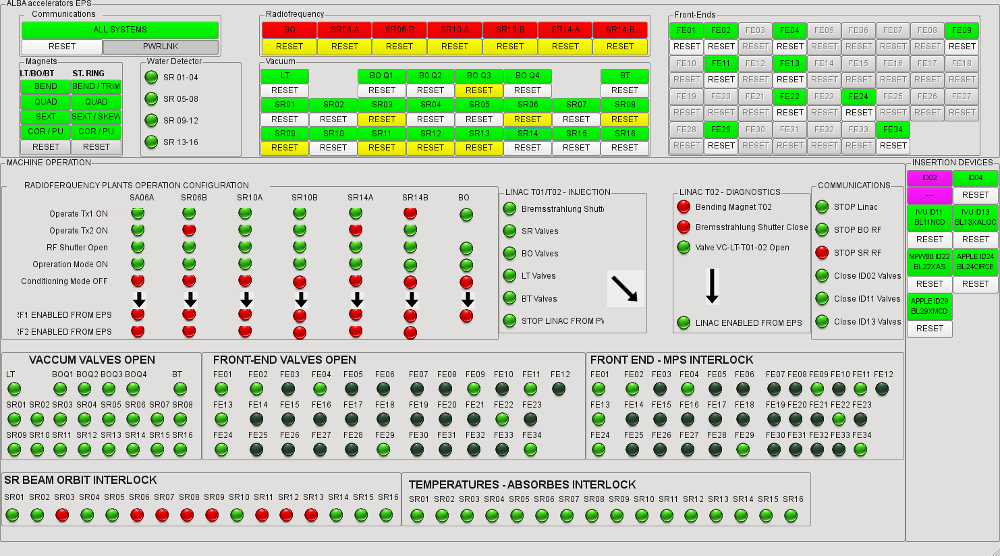 ALBA accelerators EPS
Communications
ALL SYSTEMS
RESET PWRLNK
Magnets
LT/BO/BT ST. RING
BEND BEND / TRIM
QUAD QUAD
SEXT SEXT / SKEW
COR / PU COR / PU
RESET RESET
Water Detector
SR 01-04
SR 05-08
SR 09-12
SR 13-16
Radiofrequency
BO SR06-A SR06-B SR10-A SR10-B SR14-A SR14-B
RESET RESET RESET RESET RESET RESET RESET
Vacuum
LT BO Q1 B0 Q2 BO Q3 BO Q4 BT
RESET RESET RESET RESET RESET RESET
SR01 SR02 SR03 SR04 SR05 SR06 SR07 SR08
RESET RESET RESET RESET RESET RESET RESET RESET
SR09 SR10 SR11 SR12 SR13 SR14 SR15 SR16
RESET RESET RESET RESET RESET RESET RESET RESET
Front-Ends
FE01 FE02 FE03 FE04 FE05 FE06 FE07 FE08 FE09
RESET RESET RESET RESET RESET RESET RESET RESET RESET
FE10 FE11 FE12 FE13 FE14 FE15 FE16 FE17 FE18
RESET RESET RESET RESET RESET RESET RESET RESET RESET
FE19 FE20 FE21 FE22 FE23 FE24 FE25 FE26 FE27
RESET RESET RESET RESET RESET RESET RESET RESET RESET
FE28 FE29 FE30 FE31 FE32 FE33 FE34
RESET RESET RESET RESET RESET RESET RESET
MACHINE OPERATION
RADIOFERQUENCY PLANTS OPERATION CONFIGURATION
SA06A SR06B SR10A SR10B SR14A SR14B BO
Operate Tx1 ON
Operate Tx2 ON
RF Shutter Open
Opreration Mode ON
Conditioning Mode OFF
RF1 ENABLED FROM EPS
RF2 ENABLED FROM EPS
LINAC T01/T02 - INJECTION
Bremsstrahlung Shutte
SR Valves
BO Valves
LT Valves
BT Valves
STOP LINAC FROM PV
LINAC T02 - DIAGNOSTICS
Bending Magnet T02
Bremsstrahlung Shutter Close
Valve VC-LT-T01-02 Open
LINAC ENABLED FROM EPS
COMMUNICATIONS
STOP Linac
STOP BO RF
STOP SR RF
Close ID02 Valves
Close ID11 Valves
Close ID13 Valves
INSERTION DEVICES
ID02 ID04
--- RESET
IVU ID11 IVU ID13
BL11NCD BL13XALOC
RESET RESET
MPW80 ID22 APPLE ID24
BL22XAS BL24CIRCE
RESET RESET
APPLE ID29
BL29XMCD
RESET
VACCUM VALVES OPEN
LT BOQ1 BOQ2 BOQ3 BOQ4 BT
SR01 SR02 SR03 SR04 SR05 SR06 SR07 SR08
SR09 SR10 SR11 SR12 SR13 SR14 SR15 SR16
FRONT-END VALVES OPEN
FE01 FE02 FE03 FE04 FE05 FE06 FE07 FE08 FE09 FE10 FE11 FE12
FE13 FE14 FE15 FE16 FE17 FE18 FE19 FE20 FE21 FE22 FE23
FE24 FE25 FE26 FE27 FE28 FE29 FE30 FE31 FE32 FE33 FE34
FRONT END - MPS INTERLOCK
FE01 FE02 FE03 FE04 FE05 FE06 FE07 FE08 FE09 FE10 FE11 FE12
FE13 FE14 FE15 FE16 FE17 FE18 FE19 FE20 FE21 FE22 FE23
FE24 FE25 FE26 FE27 FE28 FE29 FE30 FE31 FE32 FE33 FE34
SR BEAM ORBIT INTERLOCK
SR01 SR02 SR03 SR04 SR05 SR06 SR07 SR08 SR09 SR10 SR11 SR12 SR13 SR14 SR15 SR16
TEMPERATURES - ABSORBES INTERLOCK
SR01 SR02 SR03 SR04 SR05 SR06 SR07 SR08 SR09 SR10 SR11 SR12 SR13 SR14 SR15 SR16